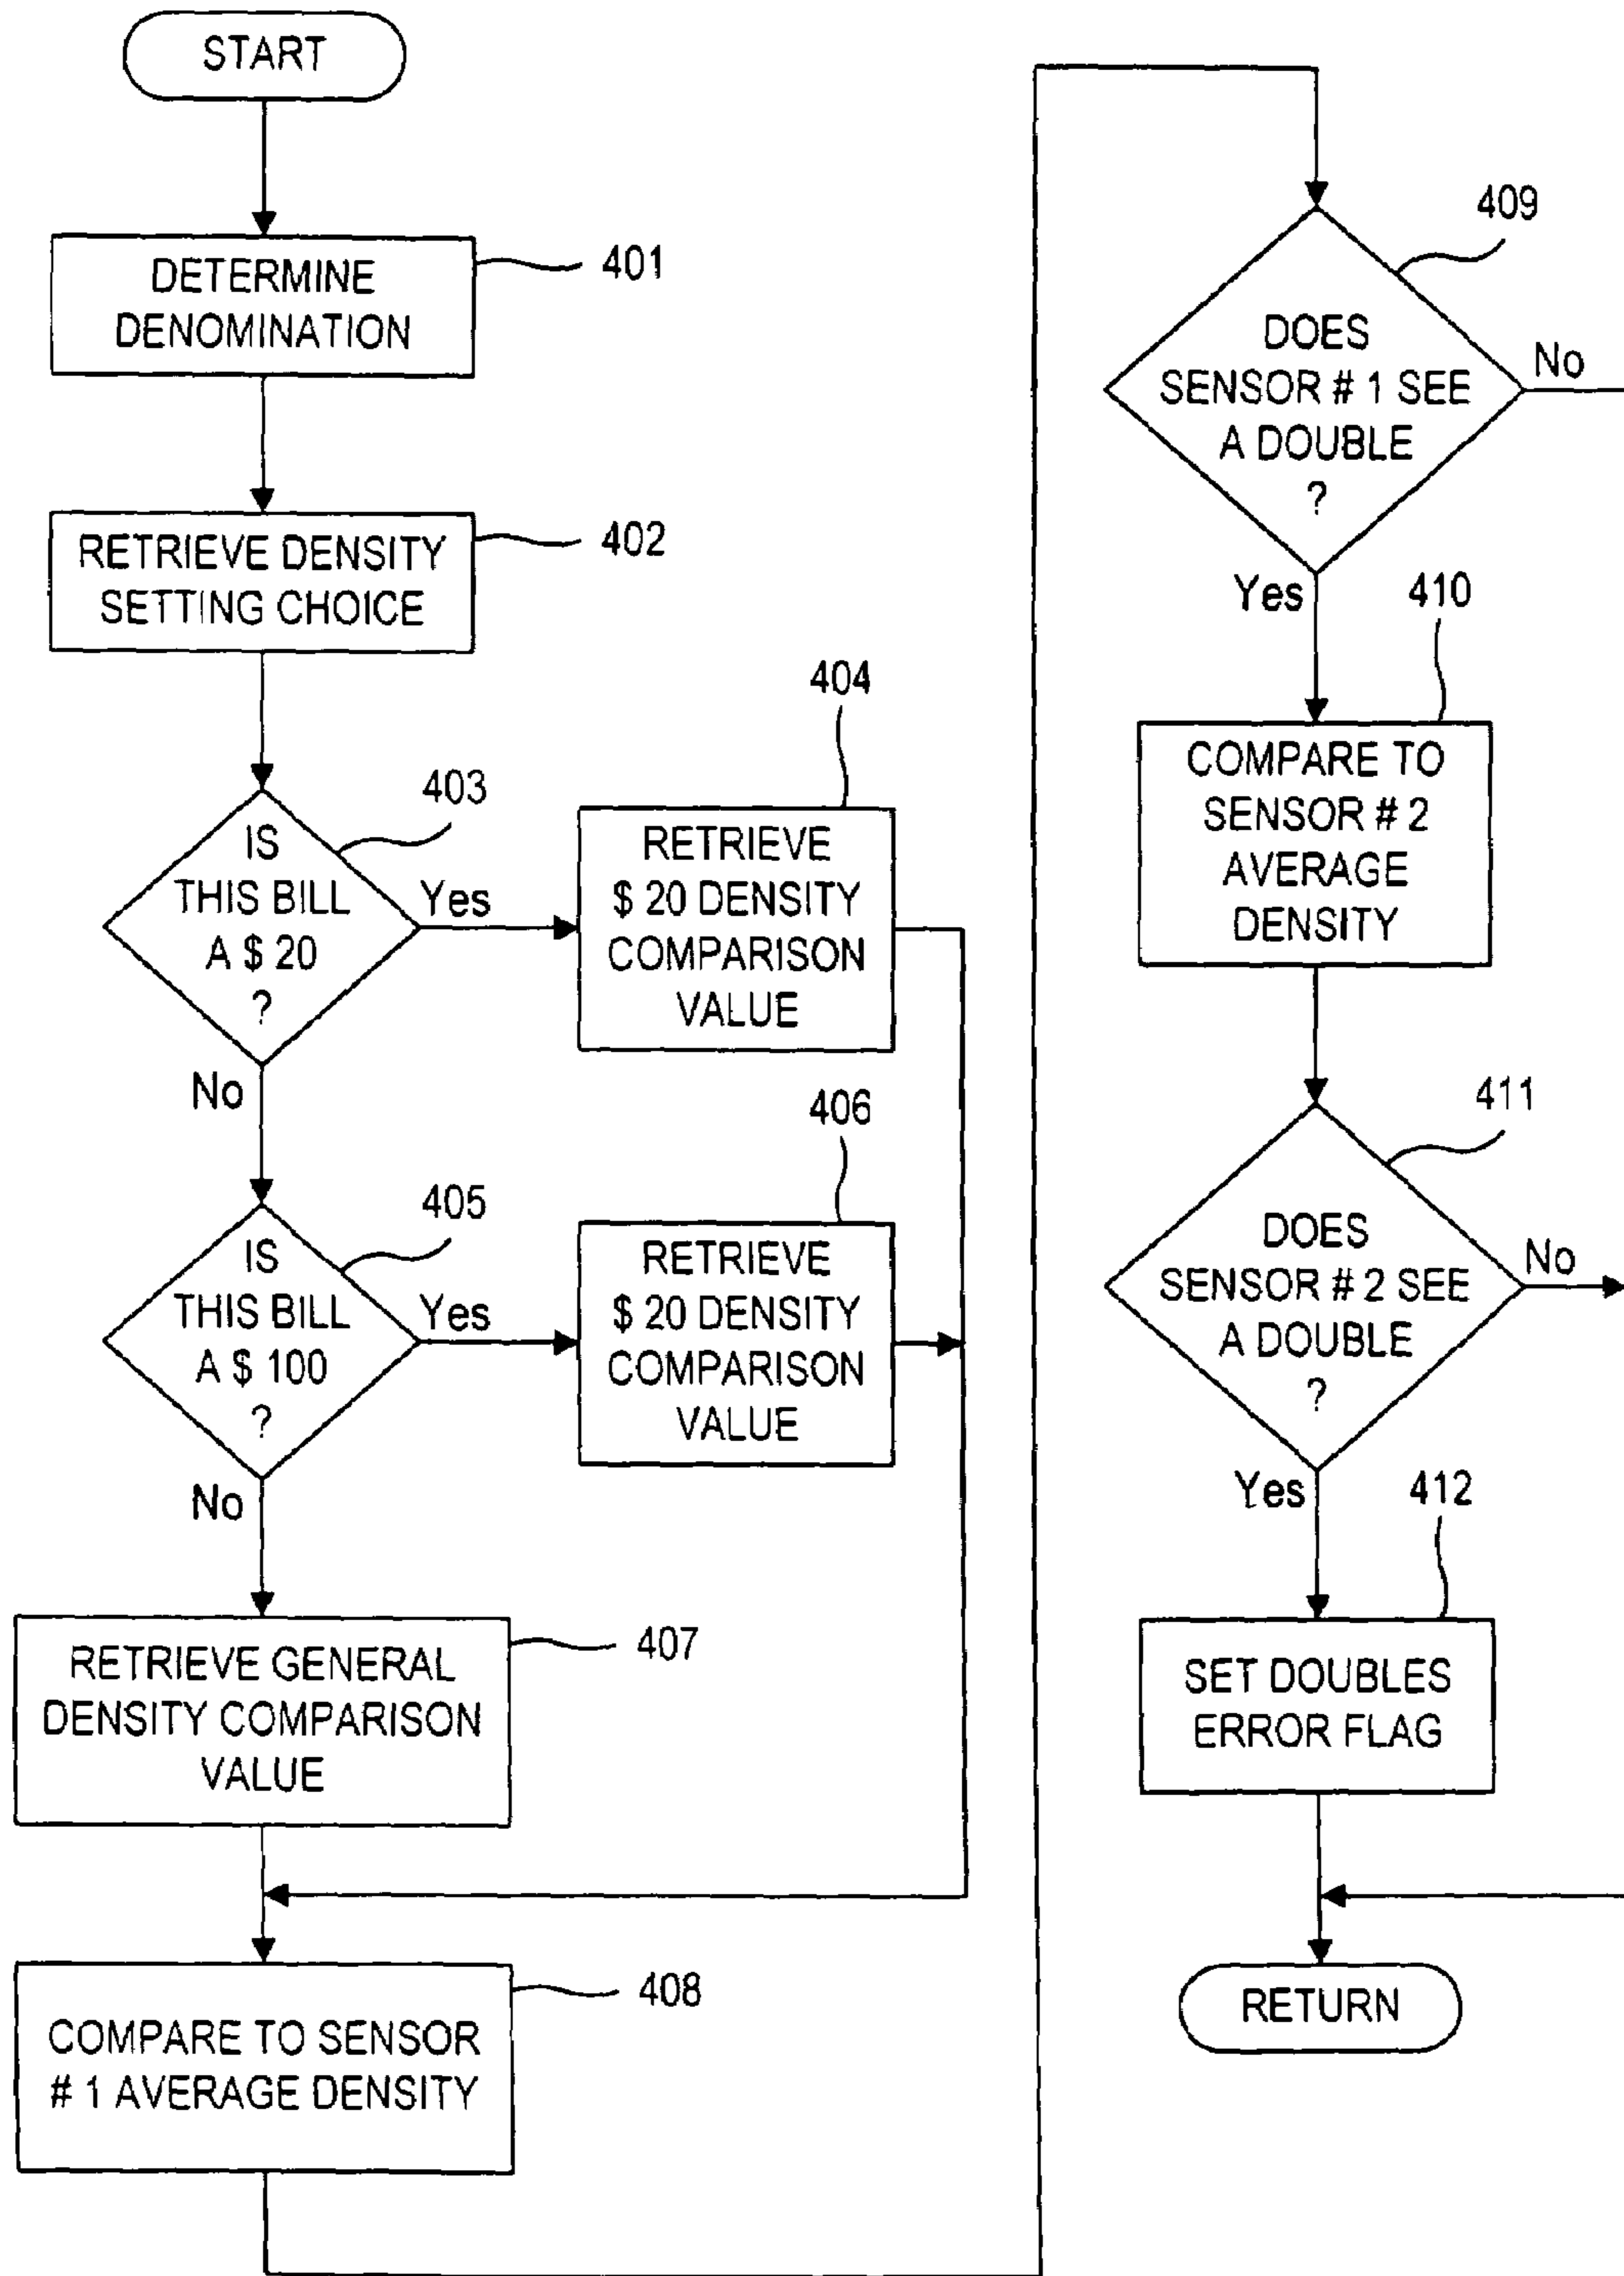 START
DETERMINE
DENOMINATION
401
RETRIEVE DENSITY
SETTING CHOICE
402
IS
THIS BILL
A $ 20
?
403
Yes
No
RETRIEVE
$ 20 DENSITY
COMPARISON
VALUE
404
IS
THIS BILL
A $ 100
?
405
Yes
No
RETRIEVE
$ 20 DENSITY
COMPARISON
VALUE
406
RETRIEVE GENERAL
DENSITY COMPARISON
VALUE
407
COMPARE TO SENSOR
# 1 AVERAGE DENSITY
408
DOES
SENSOR # 1 SEE
A DOUBLE
?
409
No
Yes
COMPARE TO
SENSOR # 2
AVERAGE
DENSITY
410
DOES
SENSOR # 2 SEE
A DOUBLE
?
411
No
Yes
SET DOUBLES
ERROR FLAG
412
RETURN